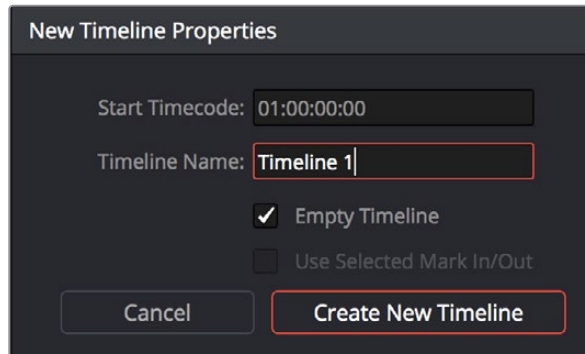 New Timeline Properties
Start Timecode: 01:00:00:00
Timeline Name: Timeline 1
Empty Timeline
Use Selected Mark In/Out
Cancel Create New Timeline